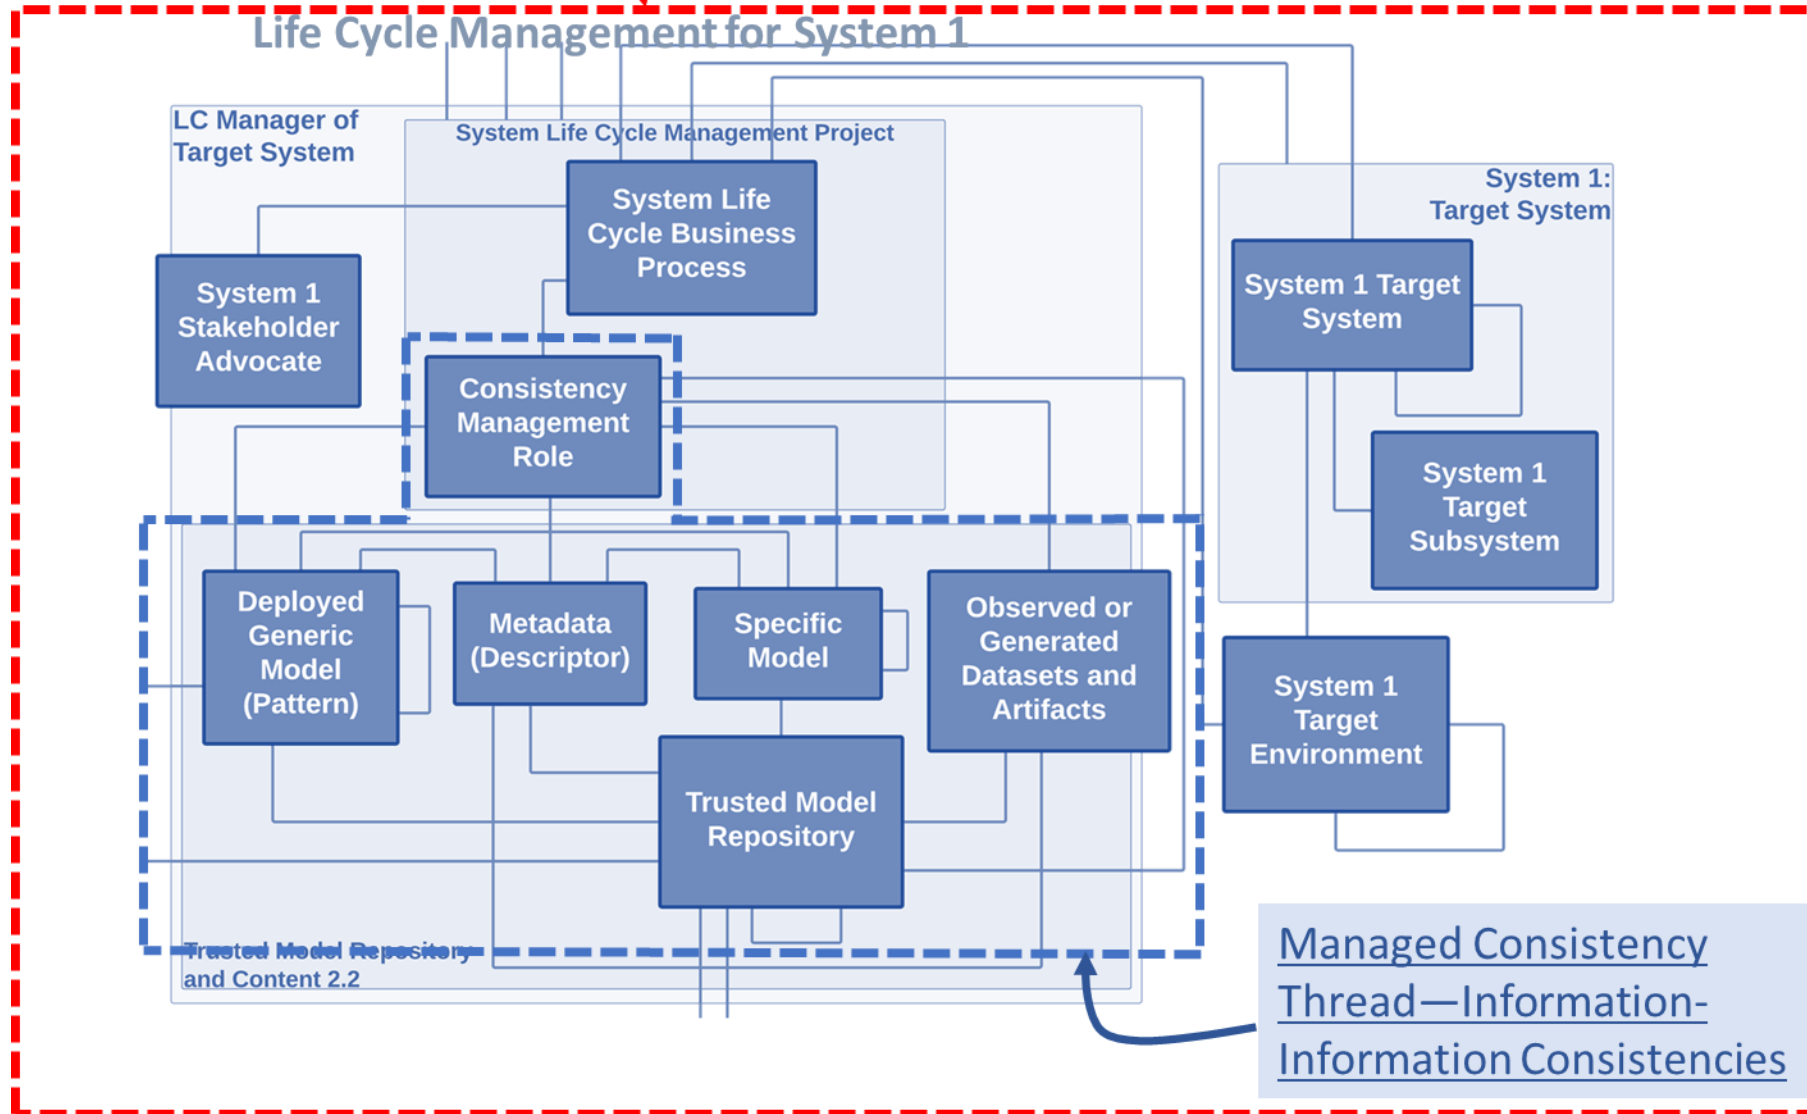 Life Cycle Management for System 1
LC Manager of
Target System
System Life Cycle Management Project
System Life
Cycle Business
Process
System 1:
Target System
System 1
Stakeholder
Advocate
System 1 Target
System
Consistency
Management
Role
System 1
Target
Subsystem
Deployed
Generic
Model
(Pattern)
Metadata
(Descriptor)
Specific
Model
Observed or
Generated
Datasets and
Artifacts
System 1
Target
Environment
Trusted Model
Repository
Trusted Model Repository
and Content 2.2
Managed Consistency
Thread—Information-
Information Consistencies